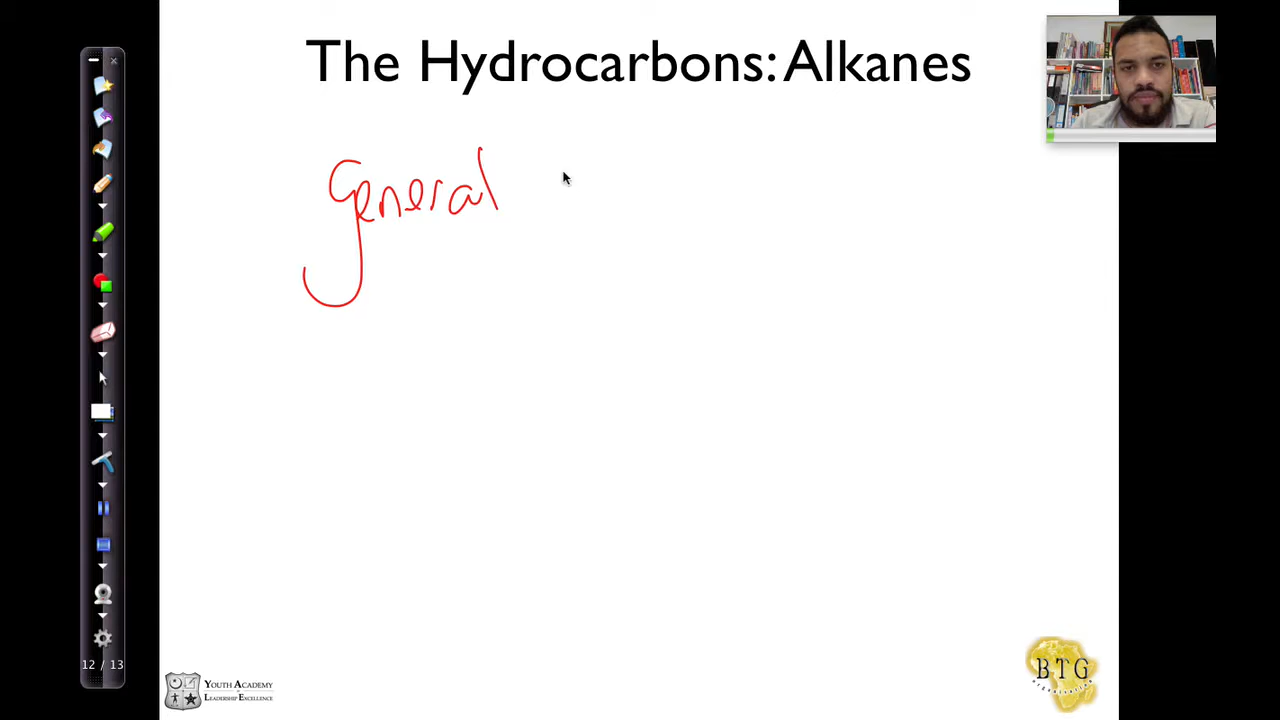 The Hydrocarbons: Alkanes
General
12 / 13
YOUTH ACADEMY
LEADERSHIP EXCELLENCE
BTG